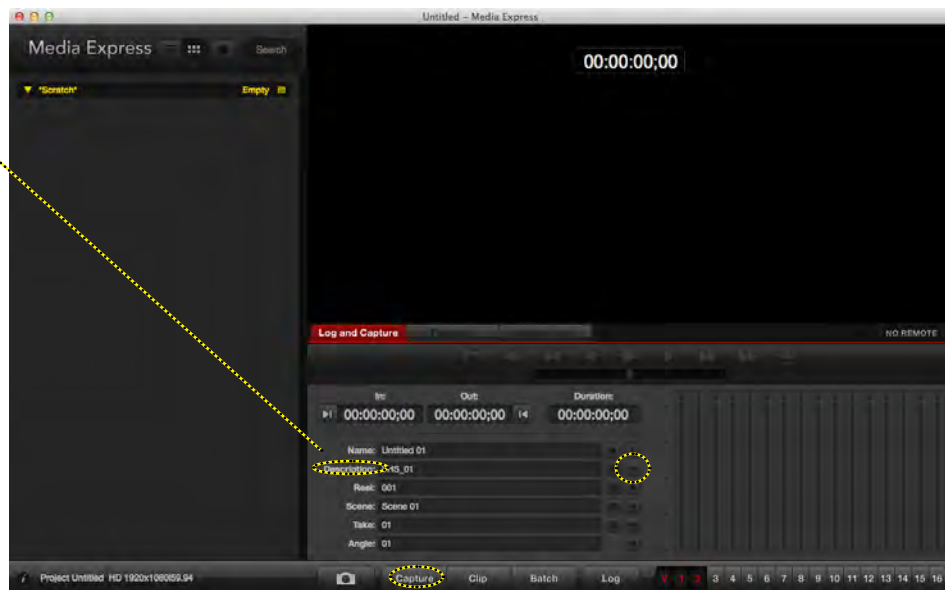 Untitled – Media Express
Media Express
Search
00:00:00;00
▼ *Scratch* Empty
Log and Capture
NO REMOTE
In: Out: Duration:
00:00:00;00 00:00:00;00 00:00:00;00
Name: Untitled 01
Description: 45_01
Reel: 001
Scene: Scene 01
Take: 01
Angle: 01
Project Untitled HD 1920x1080i59.94
Capture Clip Batch Log V 1 2 3 4 5 6 7 8 9 10 11 12 13 14 15 16